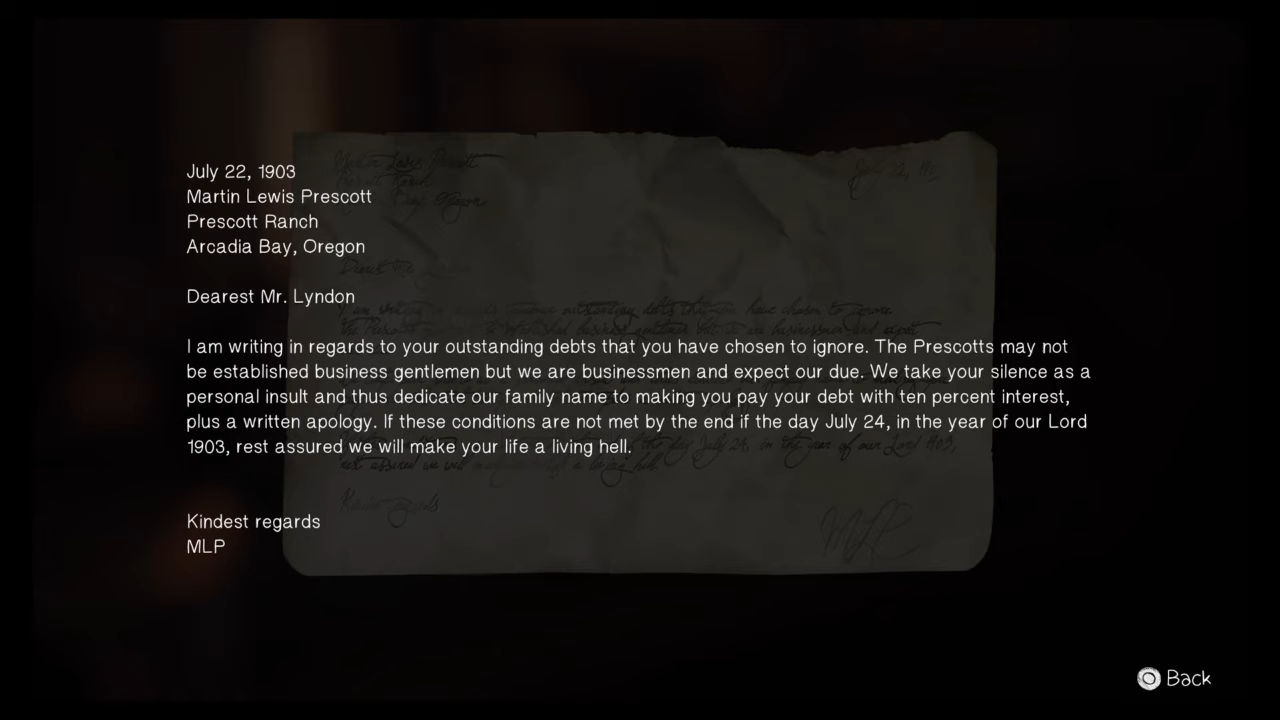 July 22, 1903
Martin Lewis Prescott
Prescott Ranch
Arcadia Bay, Oregon
Dearest Mr. Lyndon
I am writing in regards to your outstanding debts that you have chosen to ignore. The Prescotts may not
be established business gentlemen but we are businessmen and expect our due. We take your silence as a
personal insult and thus dedicate our family name to making you pay your debt with ten percent interest,
plus a written apology. If these conditions are not met by the end if the day July 24, in the year of our Lord
1903, rest assured we will make your life a living hell.
Kindest regards
MLP
Back